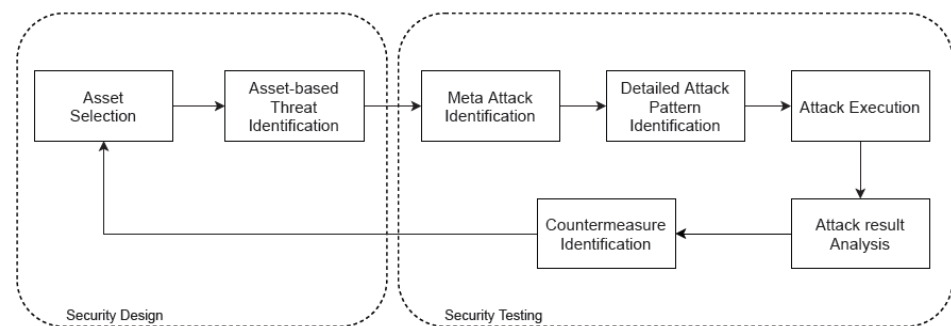 Asset
Selection
Asset-based
Threat
Identification
Meta Attack
Identification
Detailed Attack
Pattern
Identification
Attack Execution
Countermeasure
Identification
Attack result
Analysis
Security Design
Security Testing